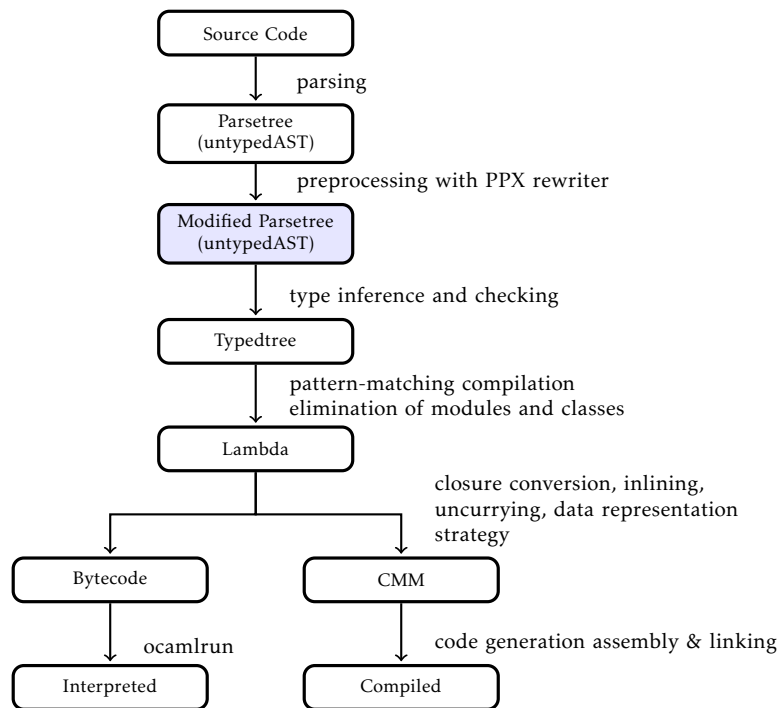 Source Code
parsing
Parsetree
(untypedAST)
preprocessing with PPX rewriter
Modified Parsetree
(untypedAST)
type inference and checking
Typedtree
pattern-matching compilation
elimination of modules and classes
Lambda
closure conversion, inlining,
uncurrying, data representation
strategy
Bytecode
CMM
ocamlrun
code generation assembly & linking
Interpreted
Compiled